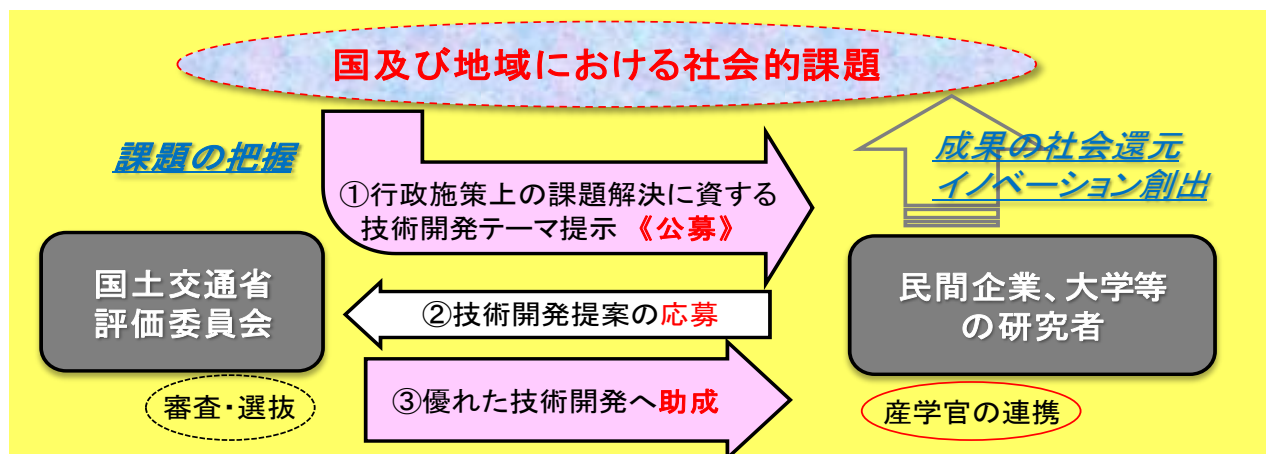 国及び地域における社会的課題
課題の把握
成果の社会還元
イノベーション創出
①行政施策上の課題解決に資する
技術開発テーマ提示 《公募》
国土交通省
評価委員会
民間企業、大学等
の研究者
②技術開発提案の応募
③優れた技術開発へ助成
審査・選抜
産学官の連携